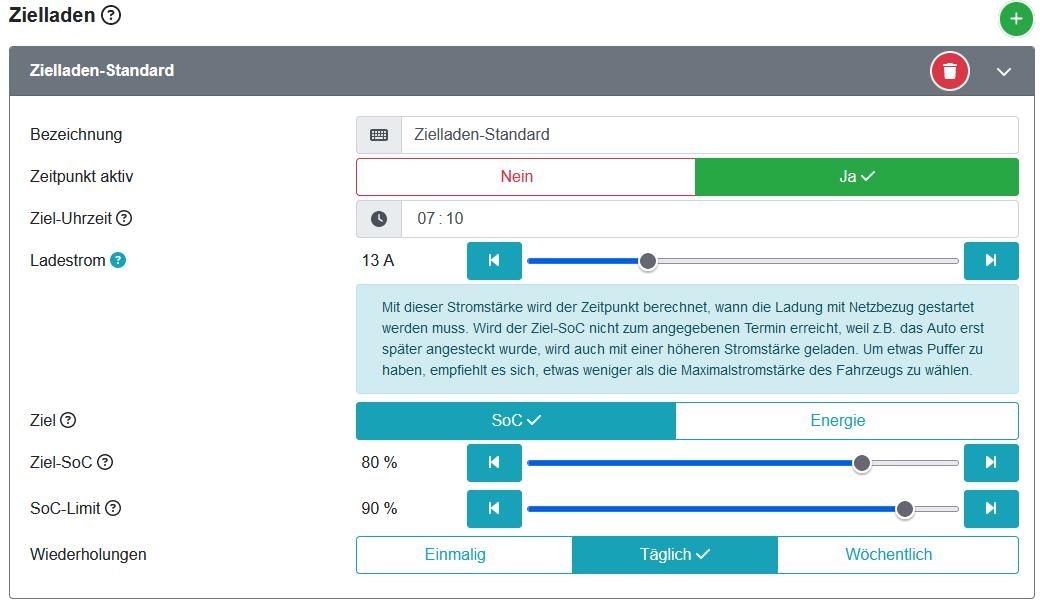 Zielladen
Zielladen-Standard
Bezeichnung
Zielladen-Standard
Zeitpunkt aktiv
Nein
Ja
Ziel-Uhrzeit
07 : 10
Ladestrom
13 A
Mit dieser Stromstärke wird der Zeitpunkt berechnet, wann die Ladung mit Netzbezug gestartet
werden muss. Wird der Ziel-SoC nicht zum angegebenen Termin erreicht, weil z.B. das Auto erst
später angesteckt wurde, wird auch mit einer höheren Stromstärke geladen. Um etwas Puffer zu
haben, empfiehlt es sich, etwas weniger als die Maximalstromstärke des Fahrzeugs zu wählen.
Ziel
SoC
Energie
Ziel-SoC
80 %
SoC-Limit
90 %
Wiederholungen
Einmalig
Täglich
Wöchentlich